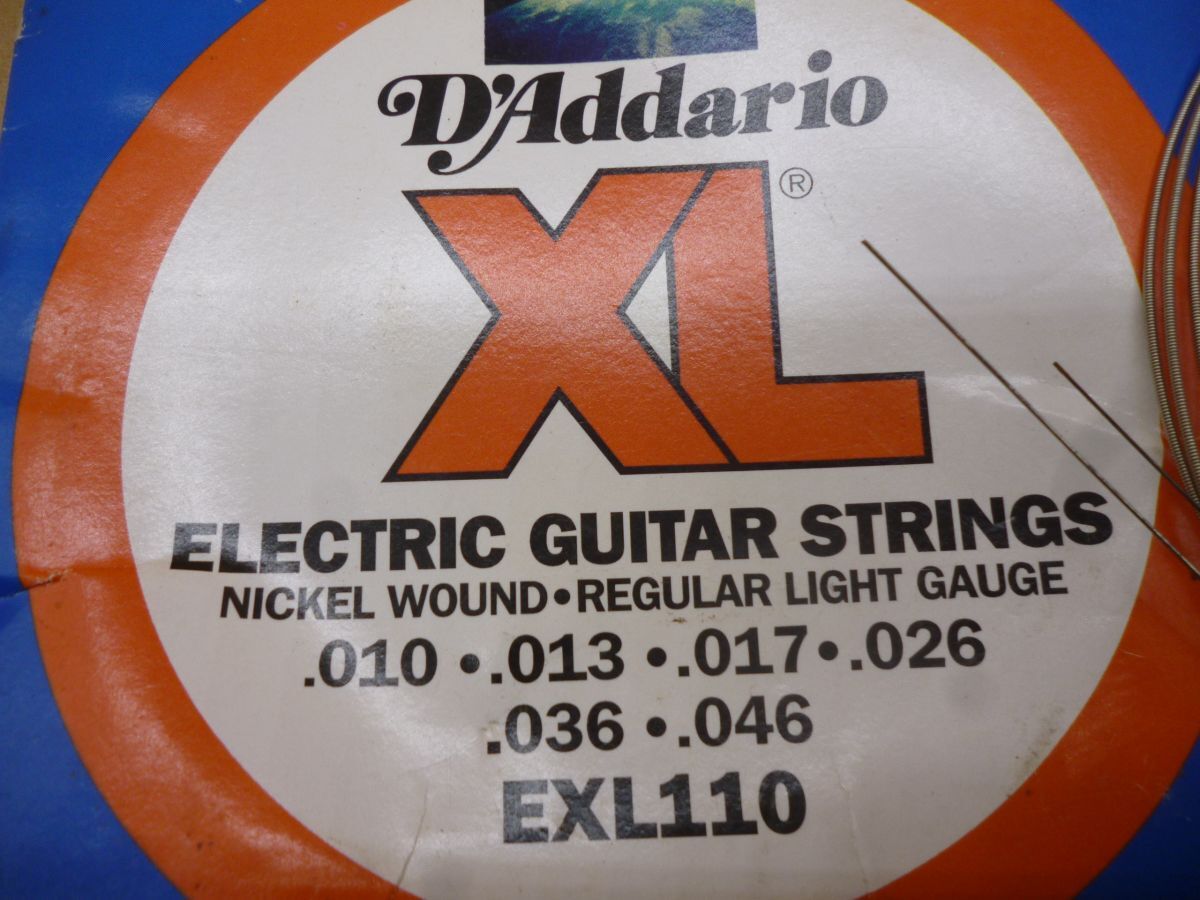 D'Addario
XL®
ELECTRIC GUITAR STRINGS
NICKEL WOUND•REGULAR LIGHT GAUGE
.010 • .013 • .017 • .026
.036 • .046
EXL110